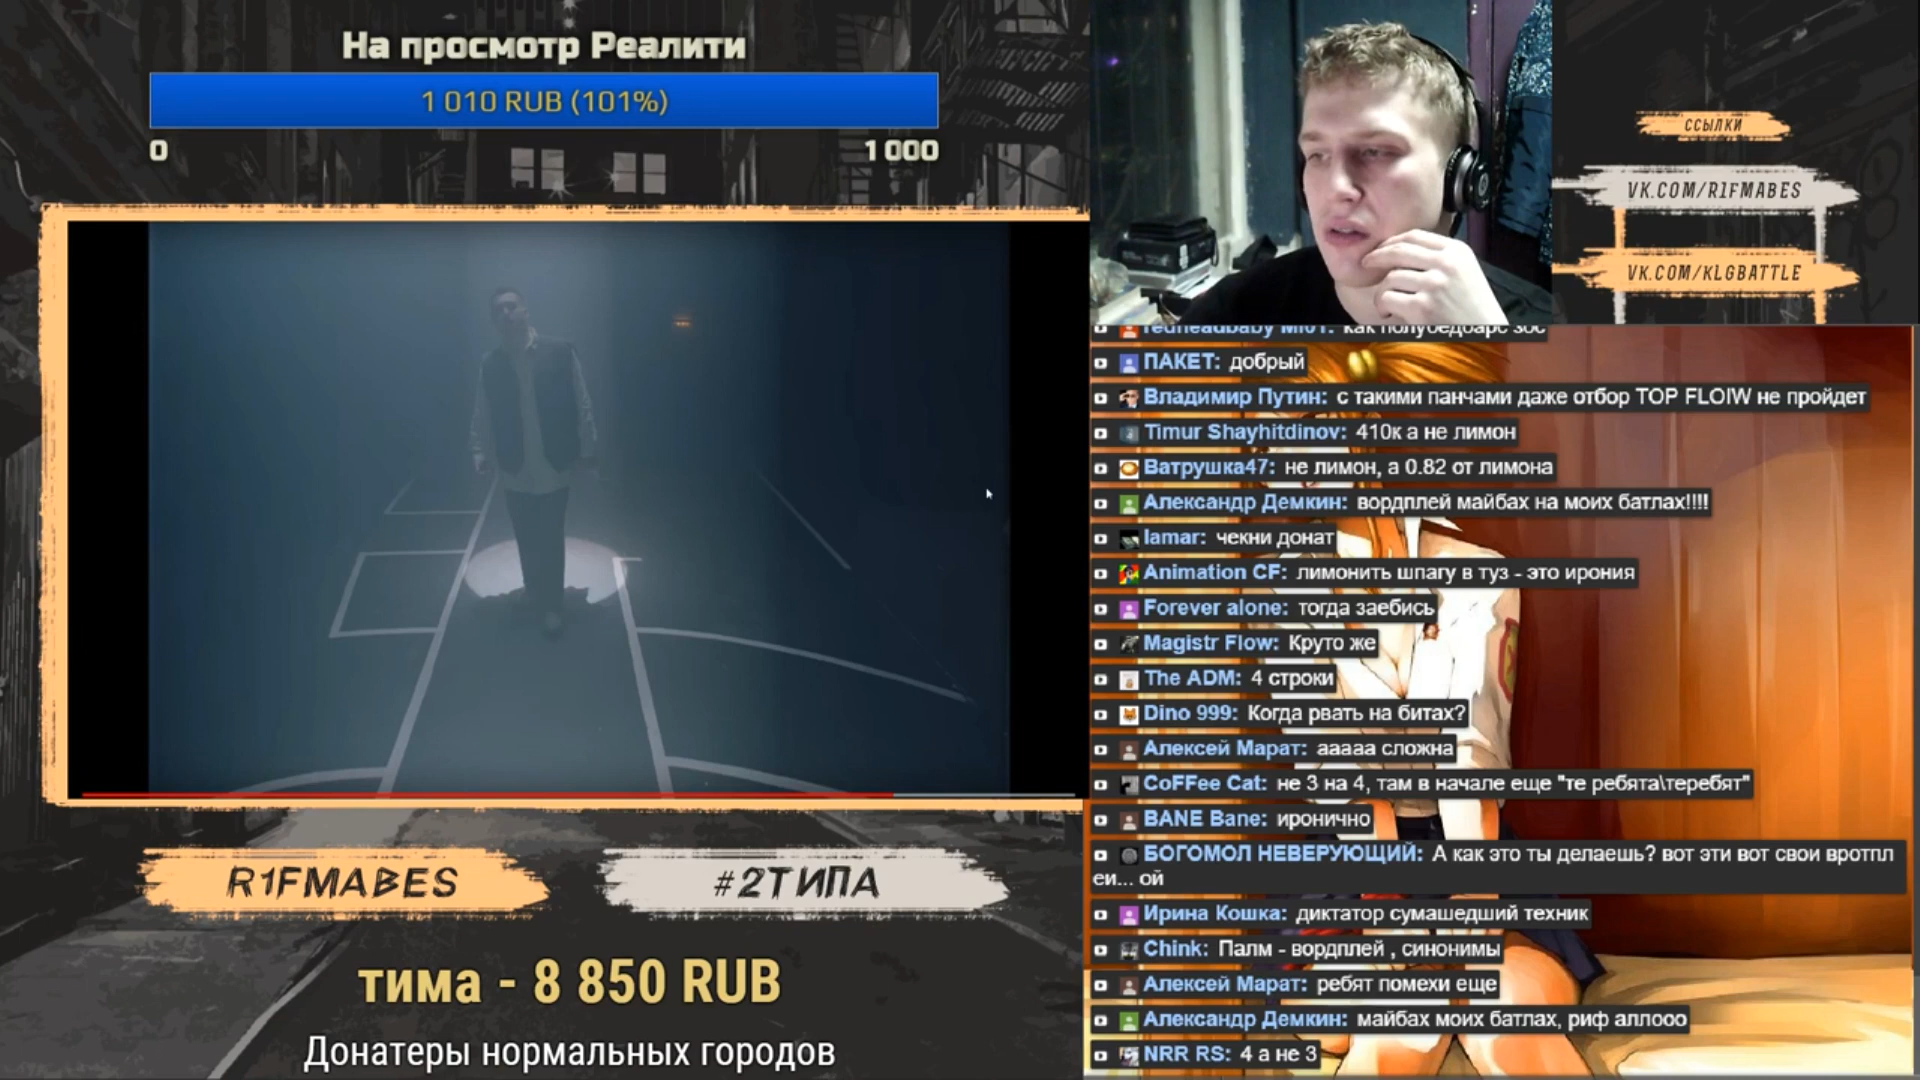 На просмотр Реалити
1 010 RUB (101%)
0
1 000
ССЫЛКИ
VK.COM/R1FMABES
VK.COM/KLGBATTLE
redheadbaby Mi61: как полуоедоарс зос
ПАКЕТ: добрый
Владимир Путин: с такими панчами даже отбор TOP FLOIW не пройдет
Timur Shayhitdinov: 410к а не лимон
Ватрушка47: не лимон, а 0.82 от лимона
Александр Демкин: вордплей майбах на моих батлах!!!!
lamar: чекни донат
Animation CF: лимонить шпагу в туз - это ирония
Forever alone: тогда заебись
Magistr Flow: Круто же
The ADM: 4 строки
Dino 999: Когда рвать на битах?
Алексей Марат: ааааа сложна
CoFFee Cat: не 3 на 4, там в начале еще "те ребята\теребят"
BANE Bane: иронично
БОГОМОЛ НЕВЕРУЮЩИЙ: А как это ты делаешь? вот эти вот свои вротпл
еи... ой
Ирина Кошка: диктатор сумашедший техник
Chink: Палм - вордплей , синонимы
Алексей Марат: ребят помехи еще
Александр Демкин: майбах моих батлах, риф аллооо
NRR RS: 4 а не 3
R1FMABES
#2ТИПА
тима - 8 850 RUB
Донатеры нормальных городов